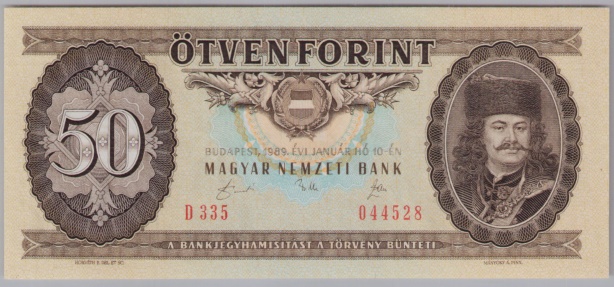 ÖTVEN FORINT
50
BUDAPEST, 1989. ÉVI JANUÁR HÓ 10-ÉN
MAGYAR NEMZETI BANK
D 335 044528
A BANKJEGYHAMISÍTÁST A TÖRVÉNY BÜNTETI